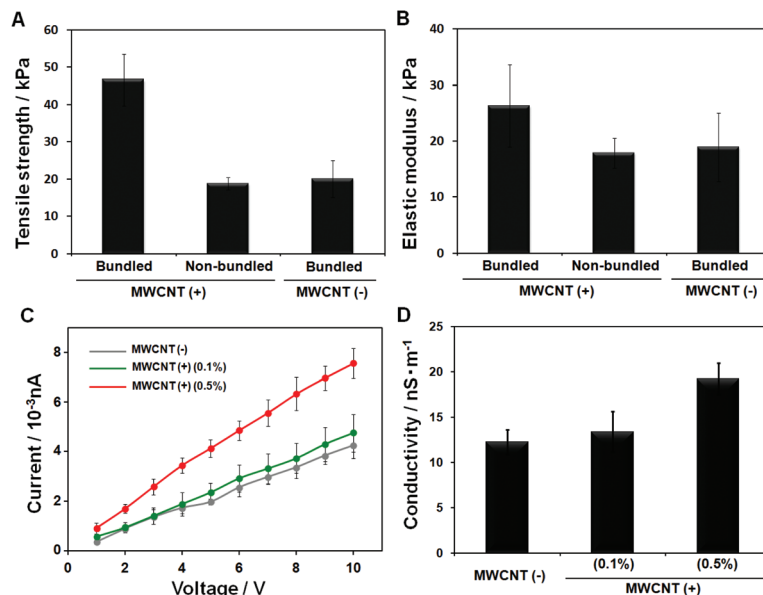 A
Tensile strength / kPa
60
50
40
30
20
10
0
Bundled Non-bundled Bundled
MWCNT (+) MWCNT (-)
B
Elastic modulus / kPa
40
30
20
10
0
Bundled Non-bundled Bundled
MWCNT (+) MWCNT (-)
C
Current / 10⁻³nA
8
6
4
2
0
MWCNT (-)
MWCNT (+) (0.1%)
MWCNT (+) (0.5%)
0 2 4 6 8 10
Voltage / V
D
Conductivity / nS・m⁻¹
25
20
15
10
5
0
MWCNT (-) (0.1%) (0.5%)
MWCNT (+)